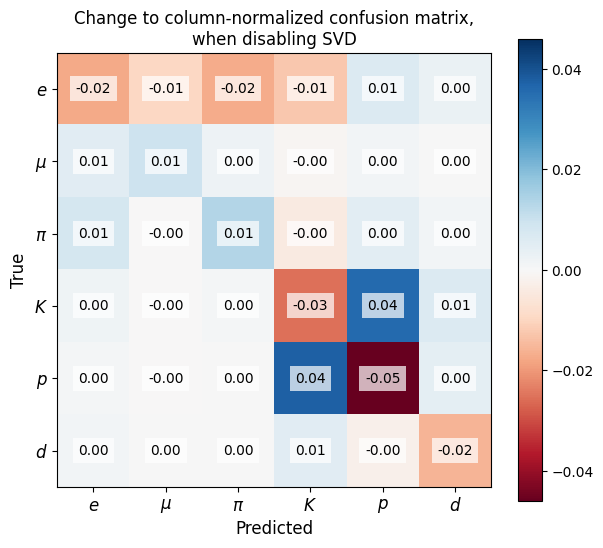 Change to column-normalized confusion matrix,
when disabling SVD
e -0.02 -0.01 -0.02 -0.01 0.01 0.00
μ 0.01 0.01 0.00 -0.00 0.00 0.00
π 0.01 -0.00 0.01 -0.00 0.00 0.00
K 0.00 -0.00 0.00 -0.03 0.04 0.01
p 0.00 -0.00 0.00 0.04 -0.05 0.00
d 0.00 0.00 0.00 0.01 -0.00 -0.02
e μ π K p d
True
Predicted
0.04
0.02
0.00
−0.02
−0.04